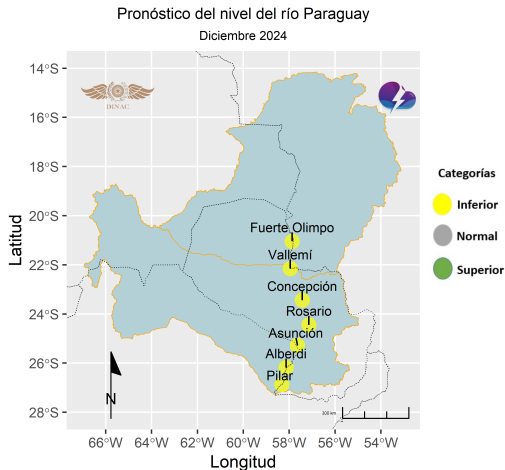 Pronóstico del nivel del río Paraguay
Diciembre 2024
14°S
16°S
18°S
20°S
22°S
24°S
26°S
28°S
Latitud
DINAC
Fuerte Olimpo
Vallemí
Concepción
Rosario
Asunción
Alberdi
Pilar
N
300 km
66°W
64°W
62°W
60°W
58°W
56°W
54°W
Longitud
Categorías
Inferior
Normal
Superior